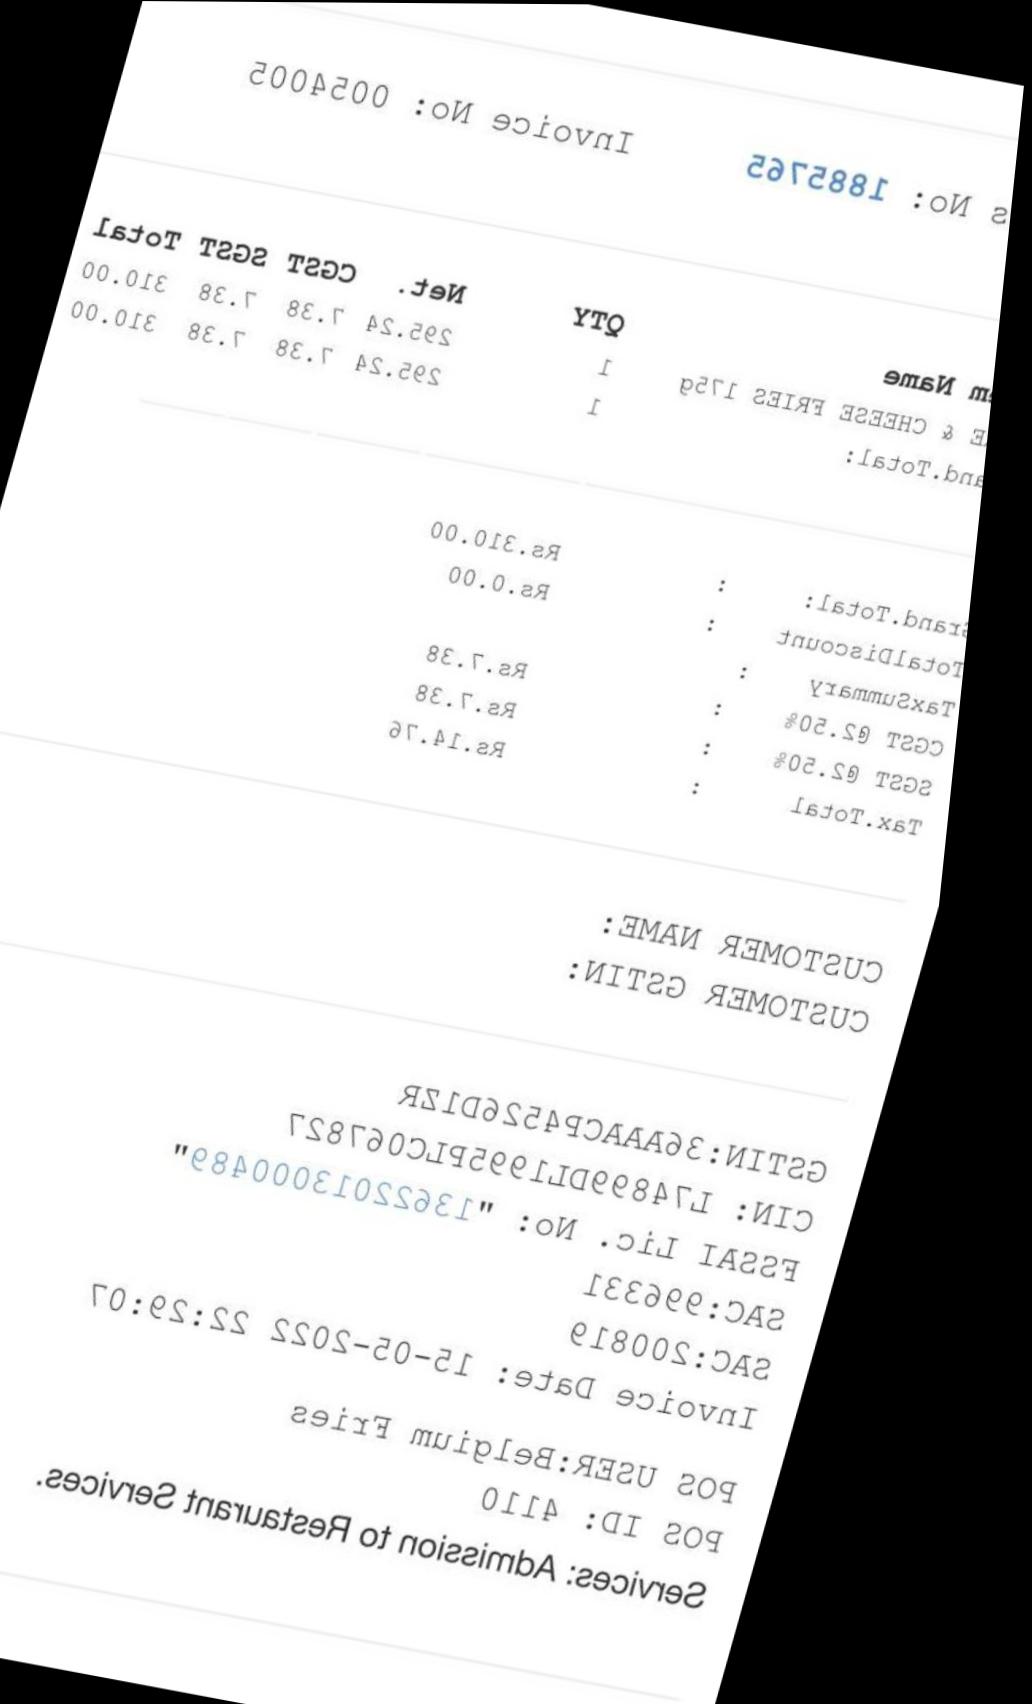 s No: 1885765 Invoice No: 0054005
m Name QTY Net. CGST SGST Total
E & CHEESE FRIES 175g 1 295.24 7.38 7.38 310.00
and.Total: 1 295.24 7.38 7.38 310.00
Grand.Total: : Rs.310.00
TotalDiscount : Rs.0.00
TaxSummary :
CGST @2.50% : Rs.7.38
SGST @2.50% : Rs.7.38
Tax.Total : Rs.14.76
CUSTOMER NAME:
CUSTOMER GSTIN:
GSTIN:36AAACP4526D1ZR
CIN: L74899DL1995PLC067827
FSSAI Lic. No: "13622013000489"
SAC:996331
SAC:200819
Invoice Date: 15-05-2022 22:29:07
POS USER:Belgium Fries
POS ID: 4110
Services: Admission to Restaurant Services.